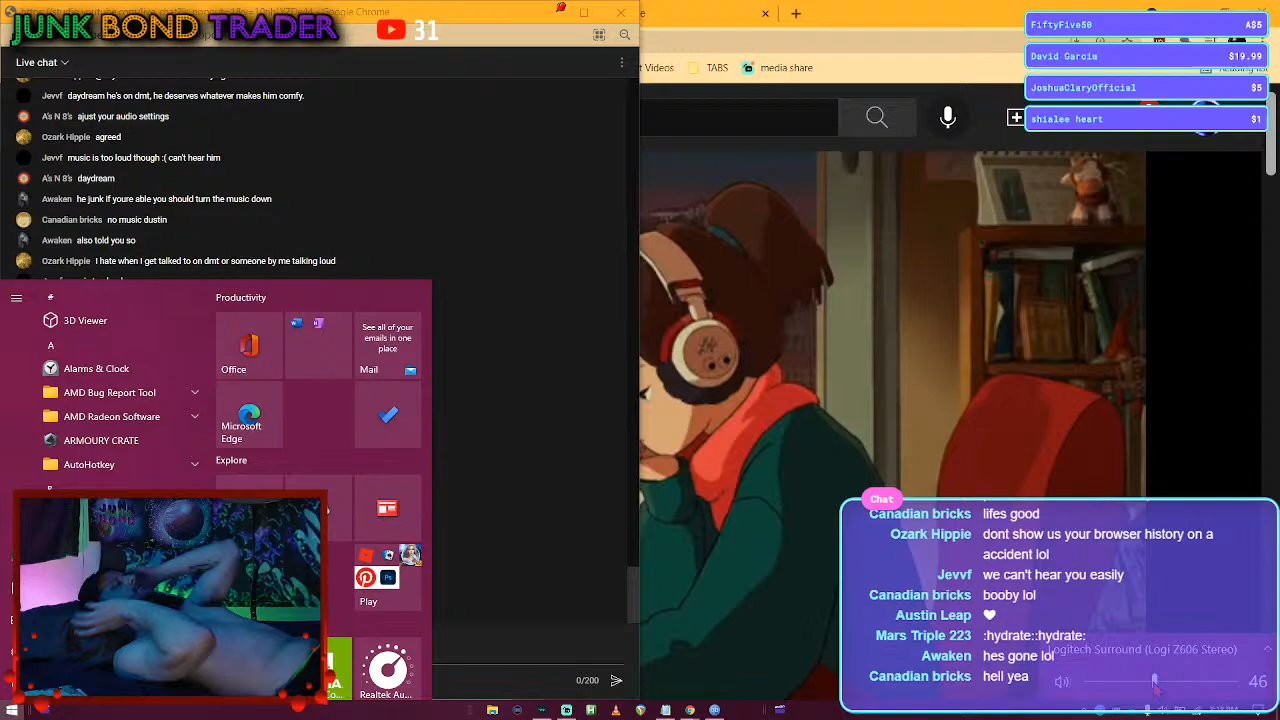 JUNK BOND TRADER
31
Google Chrome
Live chat
Jevvf daydream he's on dmt, he deserves whatever makes him comfy.
A's N 8's ajust your audio settings
Ozark Hippie agreed
Jevvf music is too loud though :( can't hear him
A's N 8's daydream
Awaken he junk if youre able you should turn the music down
Canadian bricks no music dustin
Awaken also told you so
Ozark Hippie I hate when I get talked to on dmt or someone by me talking loud
#
3D Viewer
A
Alarms & Clock
AMD Bug Report Tool
AMD Radeon Software
ARMOURY CRATE
AutoHotkey
Productivity
Office
See all of your emails in one place
Mail
Microsoft Edge
Explore
Play
Realtek Au...
0/200
t Videos
TABS
media share
FiftyFive50 A$5
David Garcia $19.99
JoshuaClaryOfficial $5
shialee heart $1
Chat
Canadian bricks lifes good
Ozark Hippie dont show us your browser history on a
accident lol
Jevvf we can't hear you easily
Canadian bricks booby lol
Austin Leap
Mars Triple 223 :hydrate::hydrate:
Awaken hes gone lol
Canadian bricks hell yea
Logitech Surround (Logi Z606 Stereo)
46